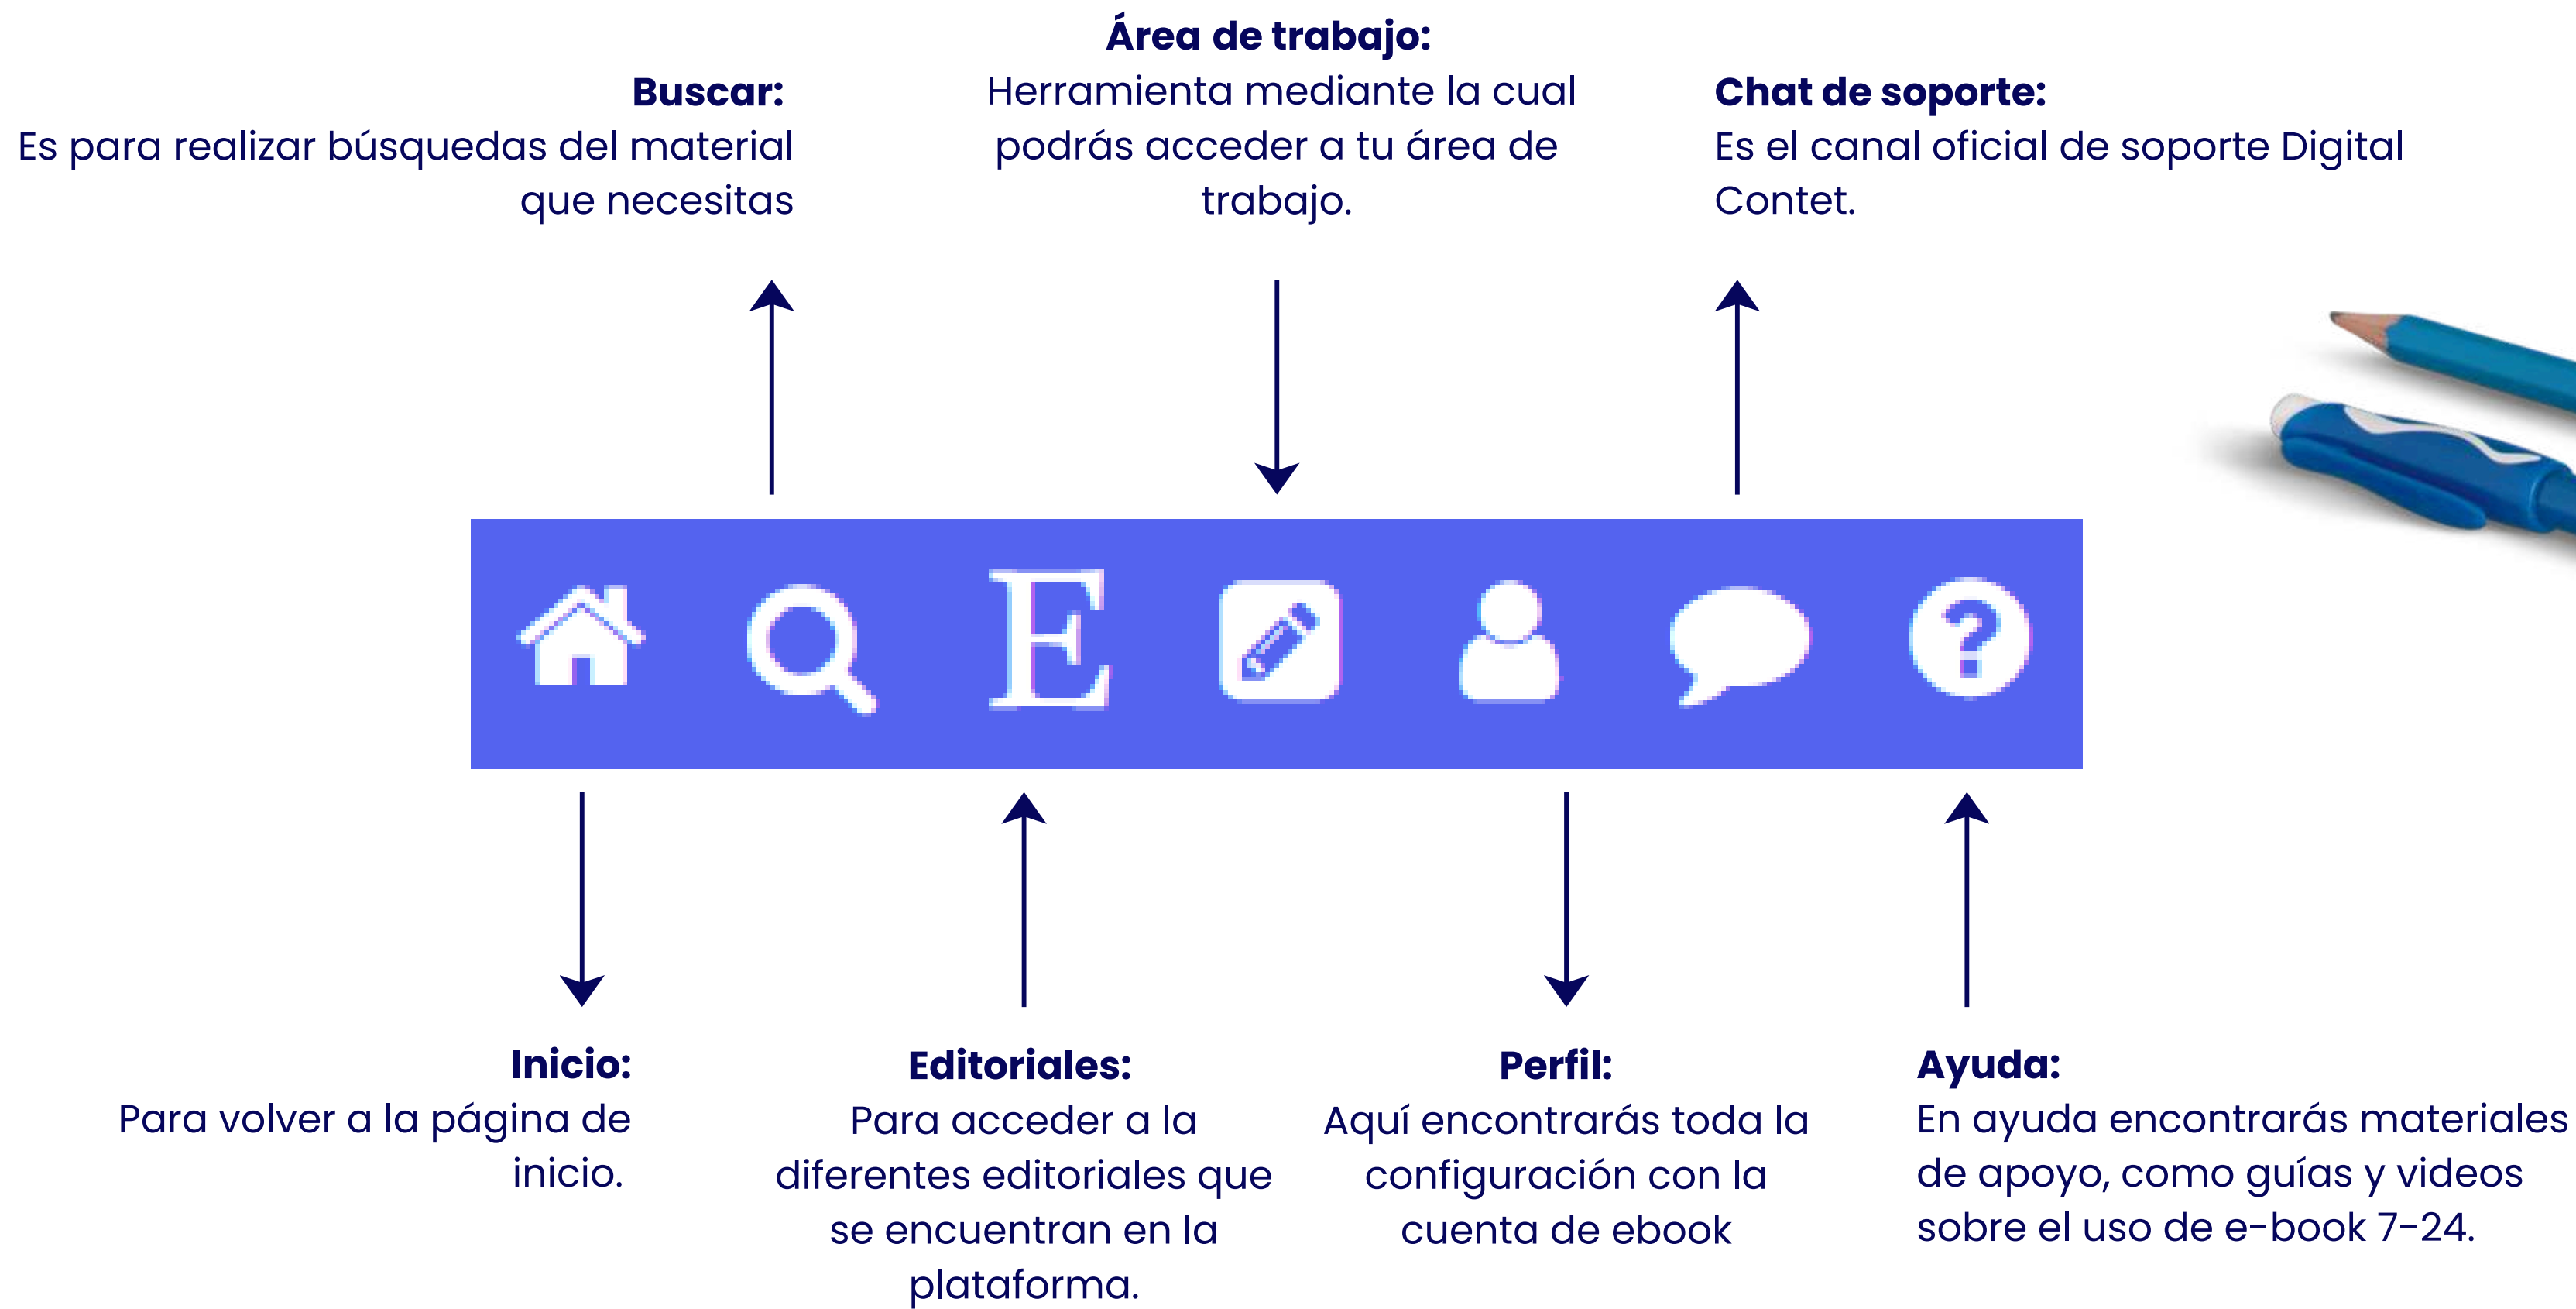 Buscar:
Es para realizar búsquedas del material
que necesitas
Área de trabajo:
Herramienta mediante la cual
podrás acceder a tu área de
trabajo.
Chat de soporte:
Es el canal oficial de soporte Digital
Contet.
E
Inicio:
Para volver a la página de
inicio.
Editoriales:
Para acceder a la
diferentes editoriales que
se encuentran en la
plataforma.
Perfil:
Aquí encontrarás toda la
configuración con la
cuenta de ebook
Ayuda:
En ayuda encontrarás materiales
de apoyo, como guías y videos
sobre el uso de e-book 7-24.